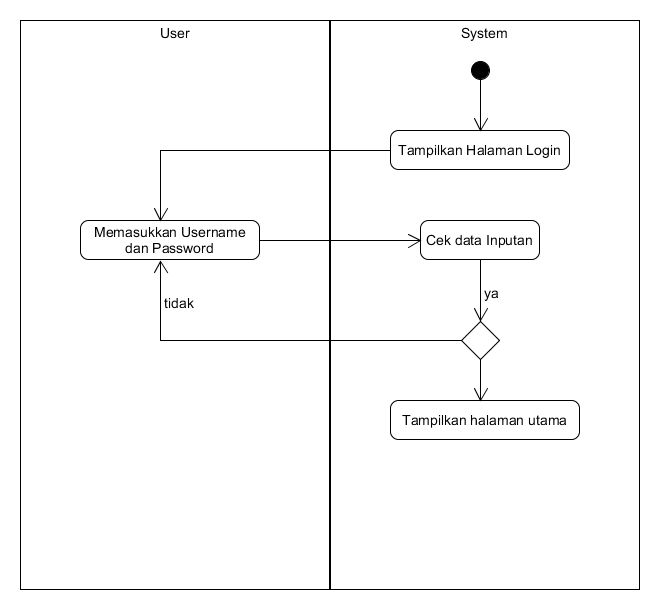 User
System
Tampilkan Halaman Login
Memasukkan Username
dan Password
Cek data Inputan
ya
tidak
Tampilkan halaman utama